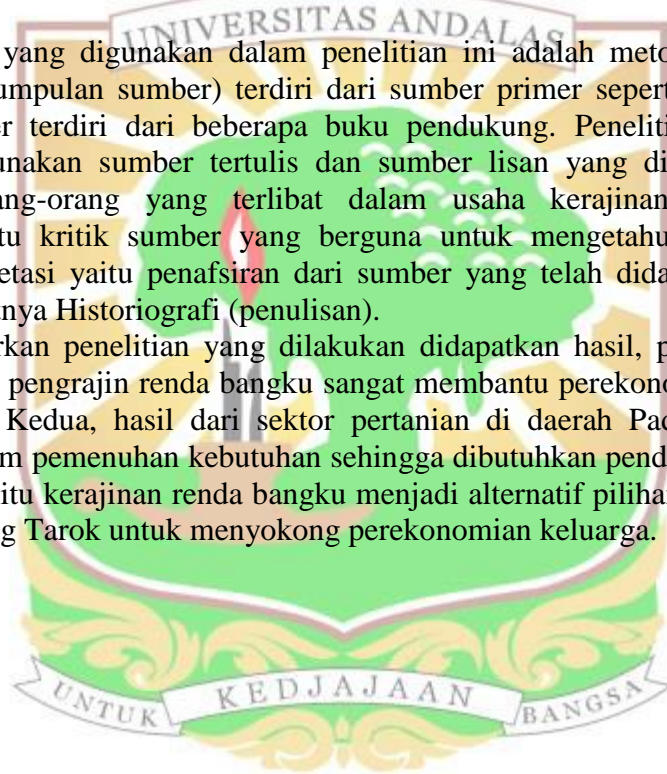 UNIVERSITAS ANDALAS
yang digunakan dalam penelitian ini adalah meto
umpulan sumber) terdiri dari sumber primer sepert
er terdiri dari beberapa buku pendukung. Peneliti
unakan sumber tertulis dan sumber lisan yang di
ang-orang yang terlibat dalam usaha kerajinan
tu kritik sumber yang berguna untuk mengetahu
etasi yaitu penafsiran dari sumber yang telah dida
nya Historiografi (penulisan).
rkan penelitian yang dilakukan didapatkan hasil, p
pengrajin renda bangku sangat membantu perekono
Kedua, hasil dari sektor pertanian di daerah Pad
m pemenuhan kebutuhan sehingga dibutuhkan pend
itu kerajinan renda bangku menjadi alternatif pilihan
g Tarok untuk menyokong perekonomian keluarga.
UNTUK KEDJAJAAN BANGSA